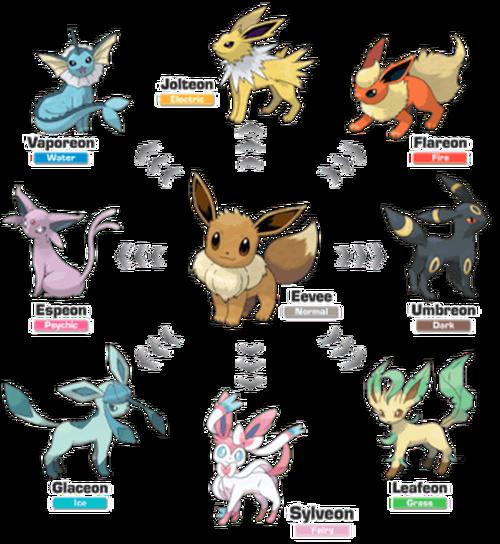 Jolteon
Electric
Vaporeon
Water
Flareon
Fire
Espeon
Psychic
Eevee
Normal
Umbreon
Dark
Glaceon
Ice
Sylveon
Fairy
Leafeon
Grass